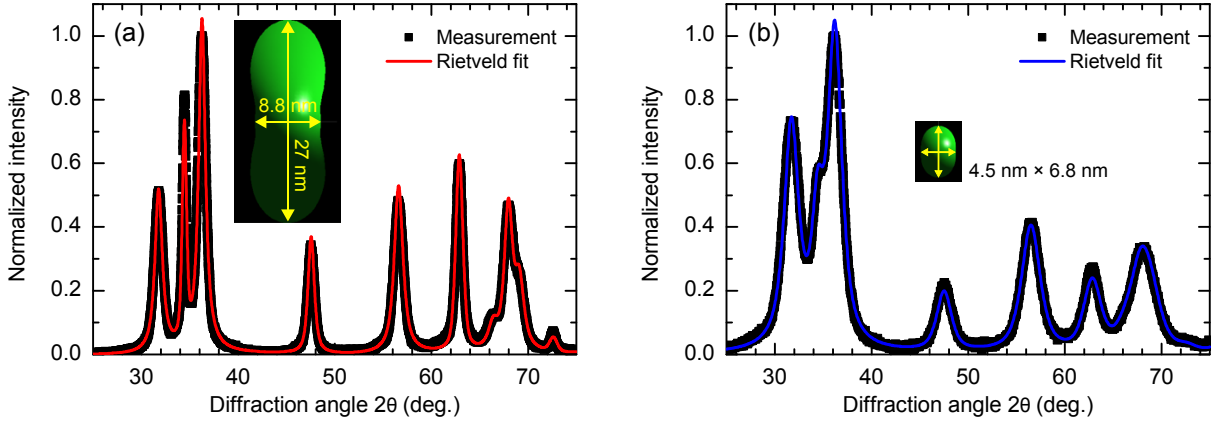 (a)
Measurement
Rietveld fit
8.8 nm
27 nm
1.0
0.8
0.6
0.4
0.2
0.0
Normalized intensity
30 40 50 60 70
Diffraction angle 2θ (deg.)
(b)
Measurement
Rietveld fit
4.5 nm × 6.8 nm
1.0
0.8
0.6
0.4
0.2
0.0
Normalized intensity
30 40 50 60 70
Diffraction angle 2θ (deg.)